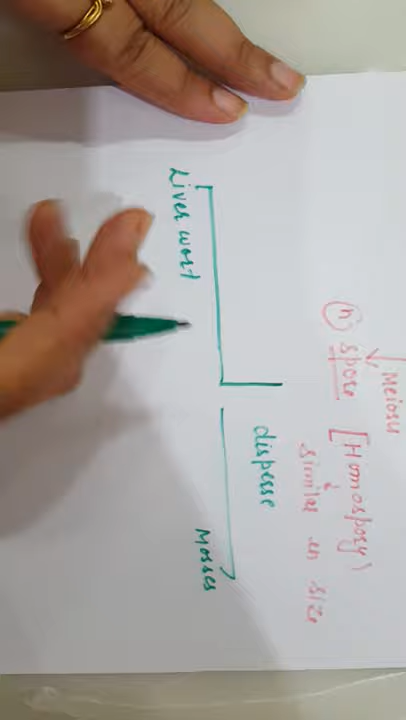 meiosis
(n) spore [Homospory)
similar in size
disperse
Liver wort
Mosses